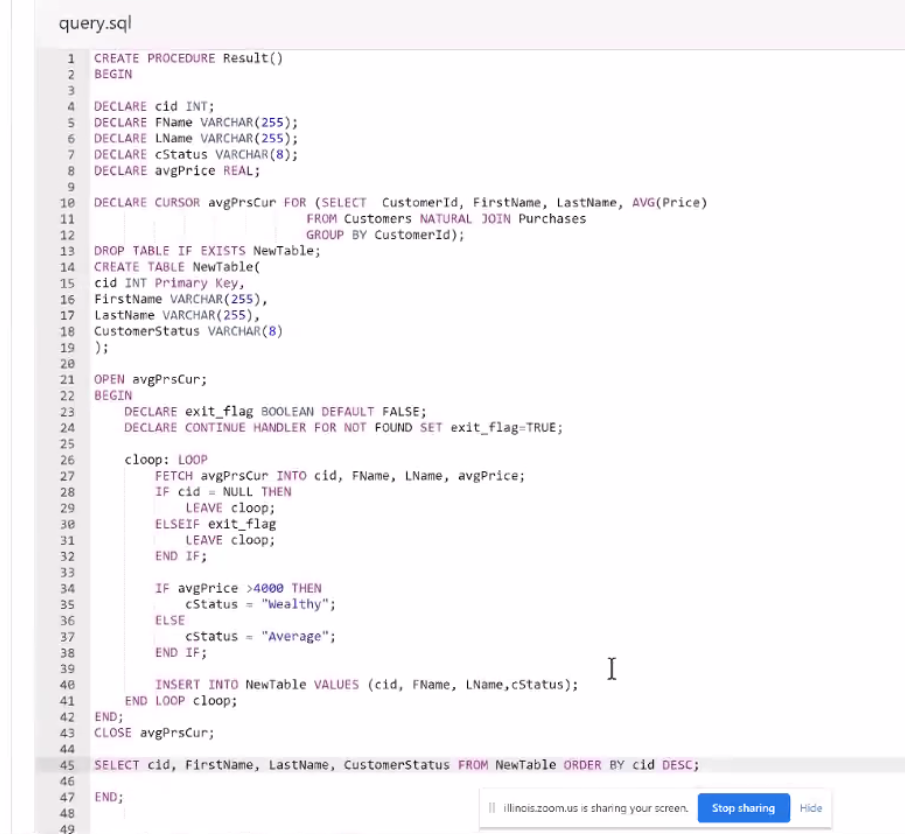 query.sql
1 CREATE PROCEDURE Result()
2 BEGIN
3
4 DECLARE cid INT;
5 DECLARE FName VARCHAR(255);
6 DECLARE LName VARCHAR(255);
7 DECLARE cStatus VARCHAR(8);
8 DECLARE avgPrice REAL;
9
10 DECLARE CURSOR avgPrsCur FOR (SELECT  CustomerId, FirstName, LastName, AVG(Price)
11                             FROM Customers NATURAL JOIN Purchases
12                             GROUP BY CustomerId);
13 DROP TABLE IF EXISTS NewTable;
14 CREATE TABLE NewTable(
15 cid INT Primary Key,
16 FirstName VARCHAR(255),
17 LastName VARCHAR(255),
18 CustomerStatus VARCHAR(8)
19 );
20
21 OPEN avgPrsCur;
22 BEGIN
23     DECLARE exit_flag BOOLEAN DEFAULT FALSE;
24     DECLARE CONTINUE HANDLER FOR NOT FOUND SET exit_flag=TRUE;
25
26     cloop: LOOP
27         FETCH avgPrsCur INTO cid, FName, LName, avgPrice;
28         IF cid = NULL THEN
29             LEAVE cloop;
30         ELSEIF exit_flag
31             LEAVE cloop;
32         END IF;
33
34         IF avgPrice >4000 THEN
35             cStatus = "Wealthy";
36         ELSE
37             cStatus = "Average";
38         END IF;
39
40         INSERT INTO NewTable VALUES (cid, FName, LName,cStatus);
41     END LOOP cloop;
42 END;
43 CLOSE avgPrsCur;
44
45 SELECT cid, FirstName, LastName, CustomerStatus FROM NewTable ORDER BY cid DESC;
46
47 END;
48
49
illinois.zoom.us is sharing your screen. Stop sharing Hide